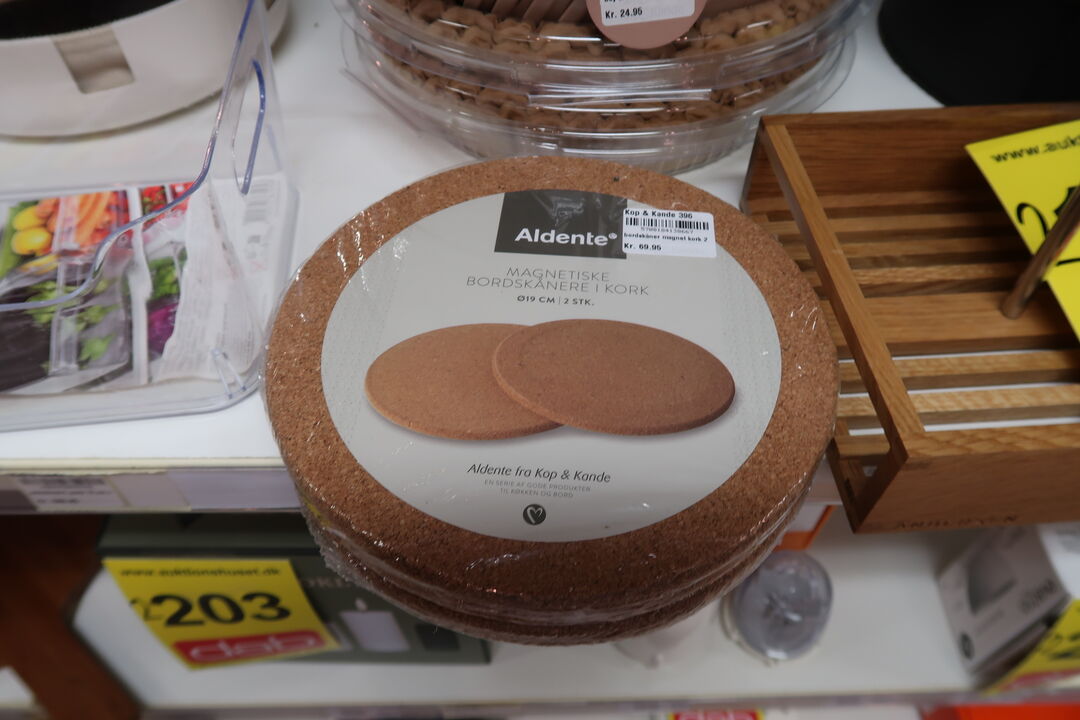 Kr. 24.95
www.auk
Aldente®
Kop & Kande 396
5700184138667
bordskåner magnet kork 2
Kr. 69.95
MAGNETISKE
BORDSKÅNERE I KORK
Ø19 CM | 2 STK.
Aldente fra Kop & Kande
EN SERIE AF GODE PRODUKTER
TIL KØKKEN OG BORD
www.auktionshuset.dk
203
dab